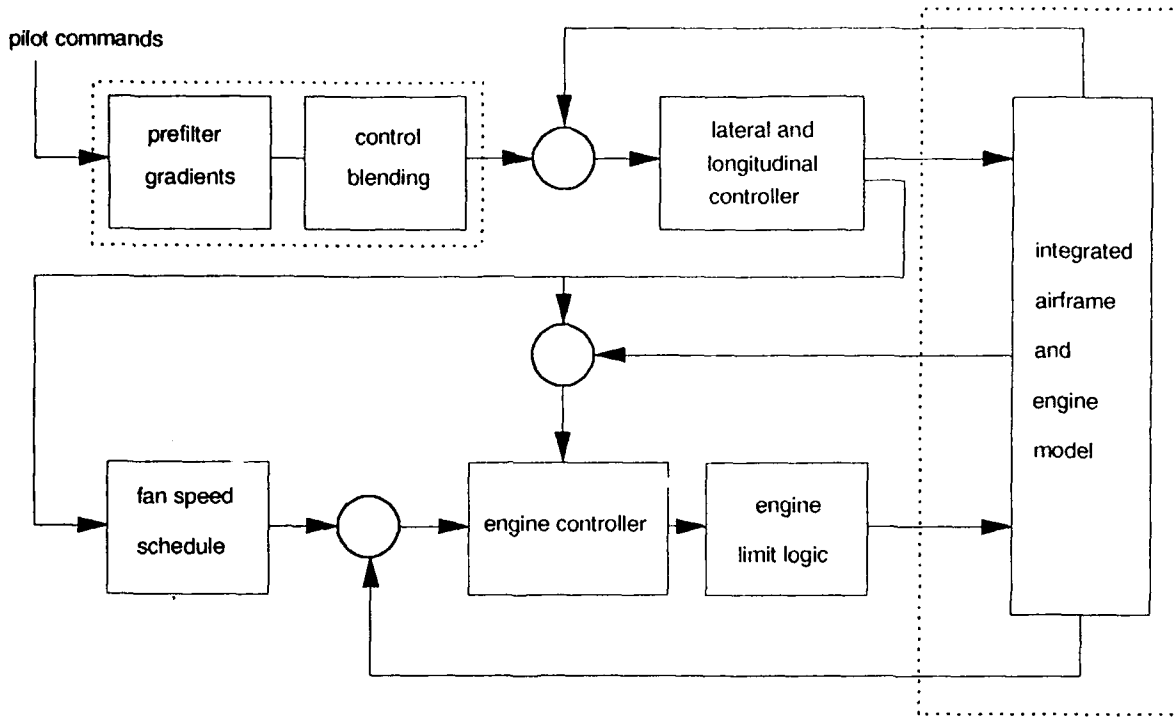 pilot commands
prefilter
gradients
control
blending
lateral and
longitudinal
controller
integrated
airframe
and
engine
model
fan speed
schedule
engine controller
engine
limit logic